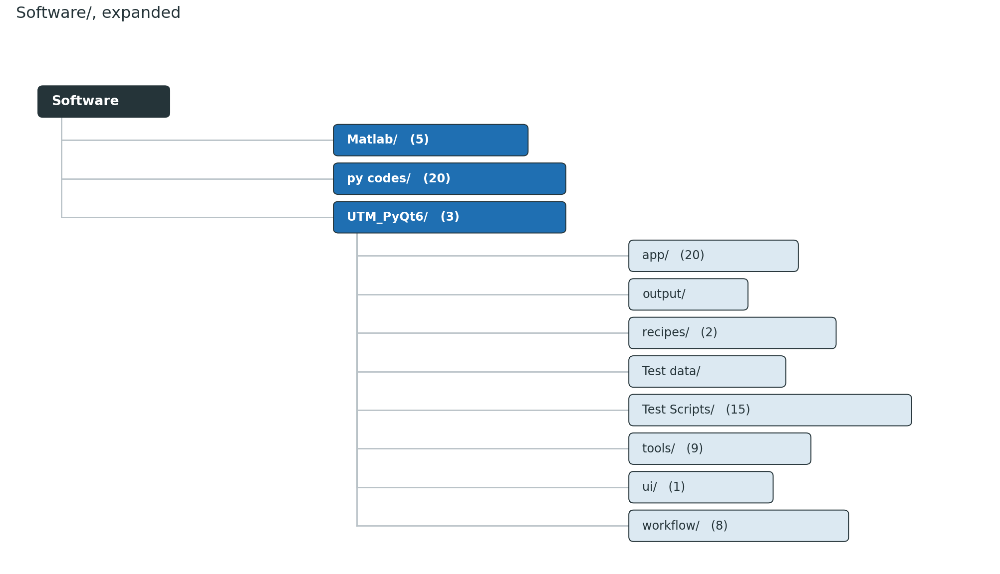 Software/, expanded
Software
Matlab/ (5)
py codes/ (20)
UTM_PyQt6/ (3)
app/ (20)
output/
recipes/ (2)
Test data/
Test Scripts/ (15)
tools/ (9)
ui/ (1)
workflow/ (8)